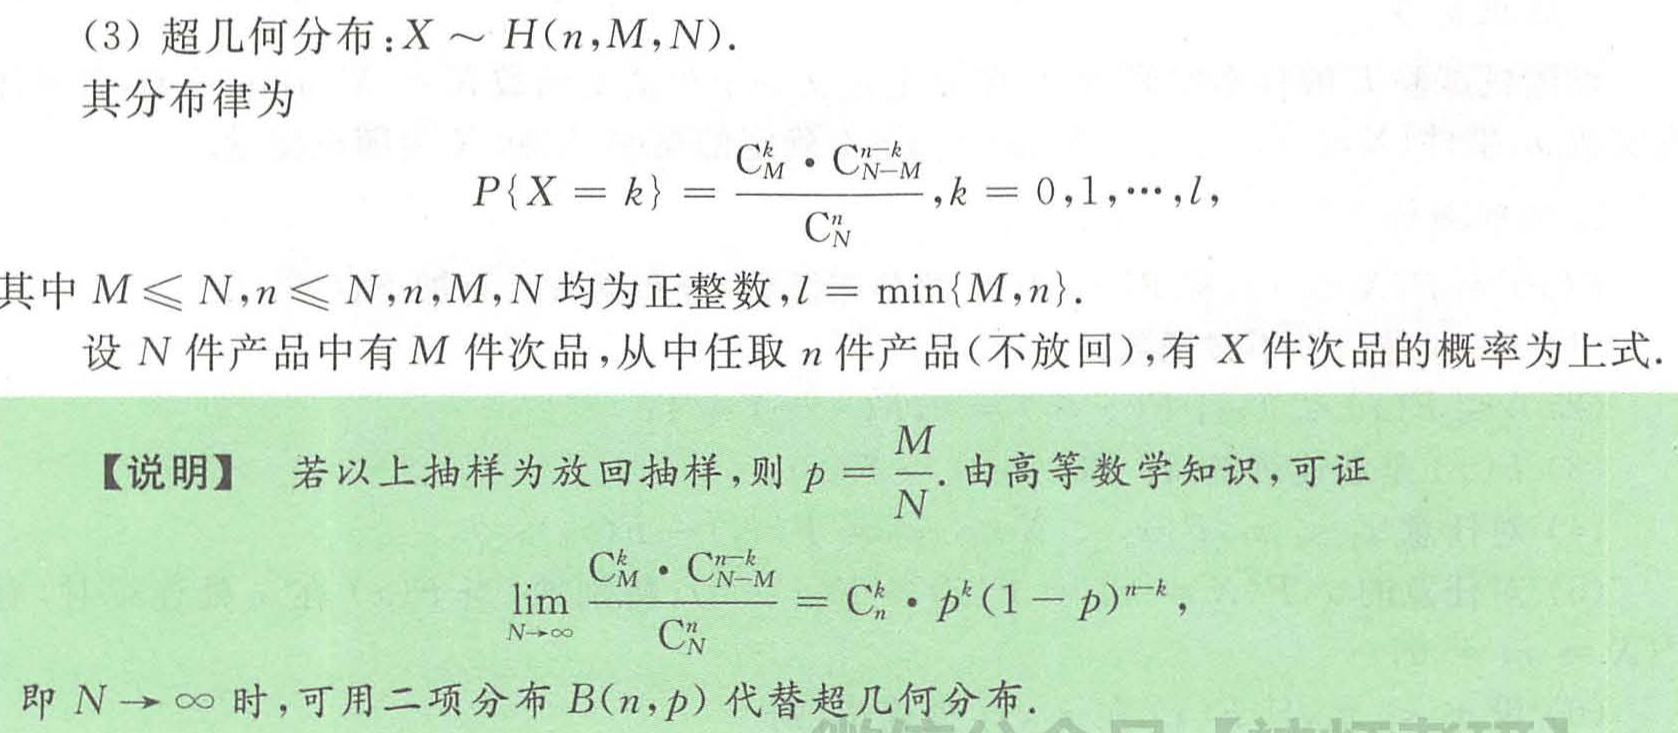 (3) 超几何分布:X ~ H(n,M,N).
其分布律为
P{X = k} = \frac{C_M^k · C_{N-M}^{n-k}}{C_N^n}, k = 0,1,⋯,l,
其中 M ≤ N,n ≤ N,n,M,N 均为正整数,l = min{M,n}.
设 N 件产品中有 M 件次品,从中任取 n 件产品(不放回),有 X 件次品的概率为上式.
【说明】 若以上抽样为放回抽样,则 p = \frac{M}{N}. 由高等数学知识,可证
\lim_{N→∞} \frac{C_M^k · C_{N-M}^{n-k}}{C_N^n} = C_n^k · p^k (1 − p)^{n-k},
即 N → ∞ 时,可用二项分布 B(n,p) 代替超几何分布.